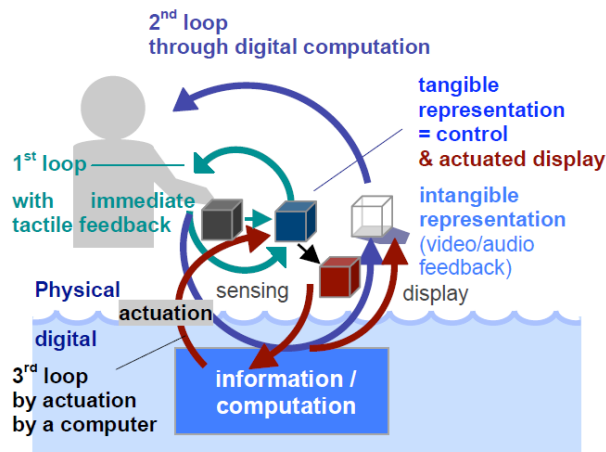 2nd loop
through digital computation
tangible
representation
= control
& actuated display
1st loop
with immediate
tactile feedback
intangible
representation
(video/audio
feedback)
Physical
sensing
display
actuation
digital
3rd loop
by actuation
by a computer
information /
computation